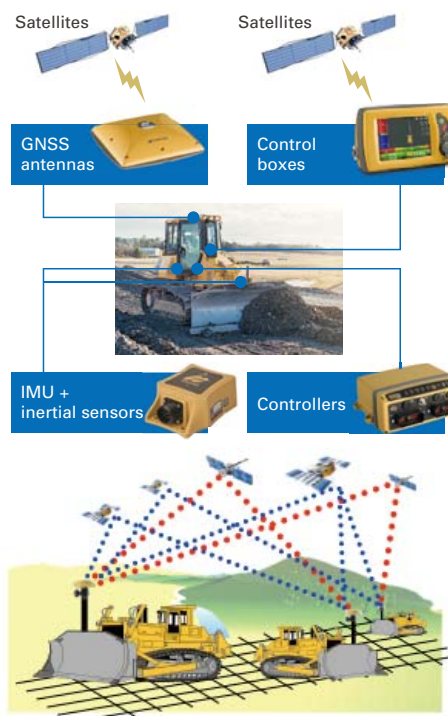 Satellites
Satellites
GNSS
antennas
Control
boxes
IMU +
inertial sensors
Controllers